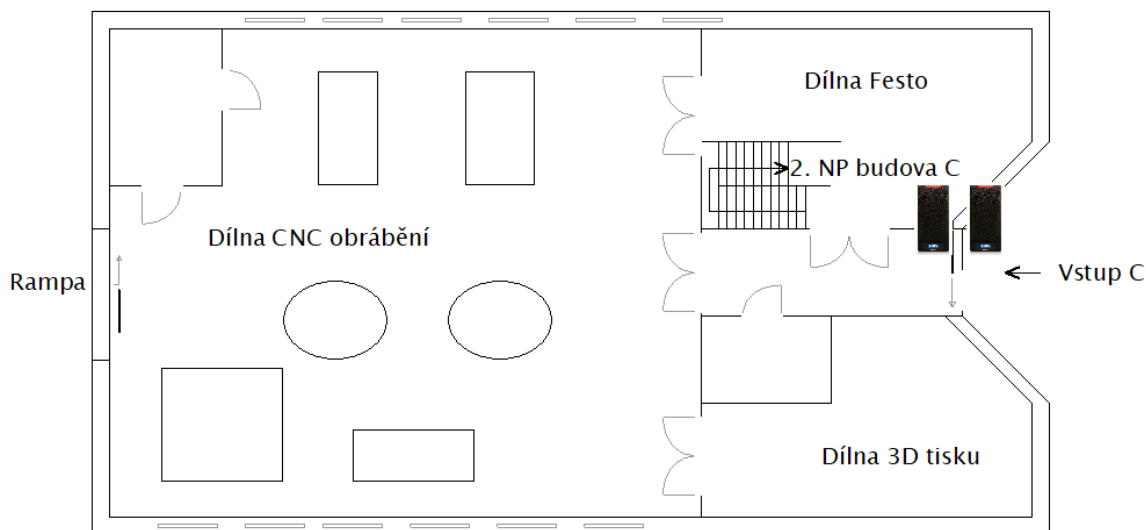 Dílna Festo
2. NP budova C
Dílna CNC obrábění
Rampa
Vstup C
Dílna 3D tisku